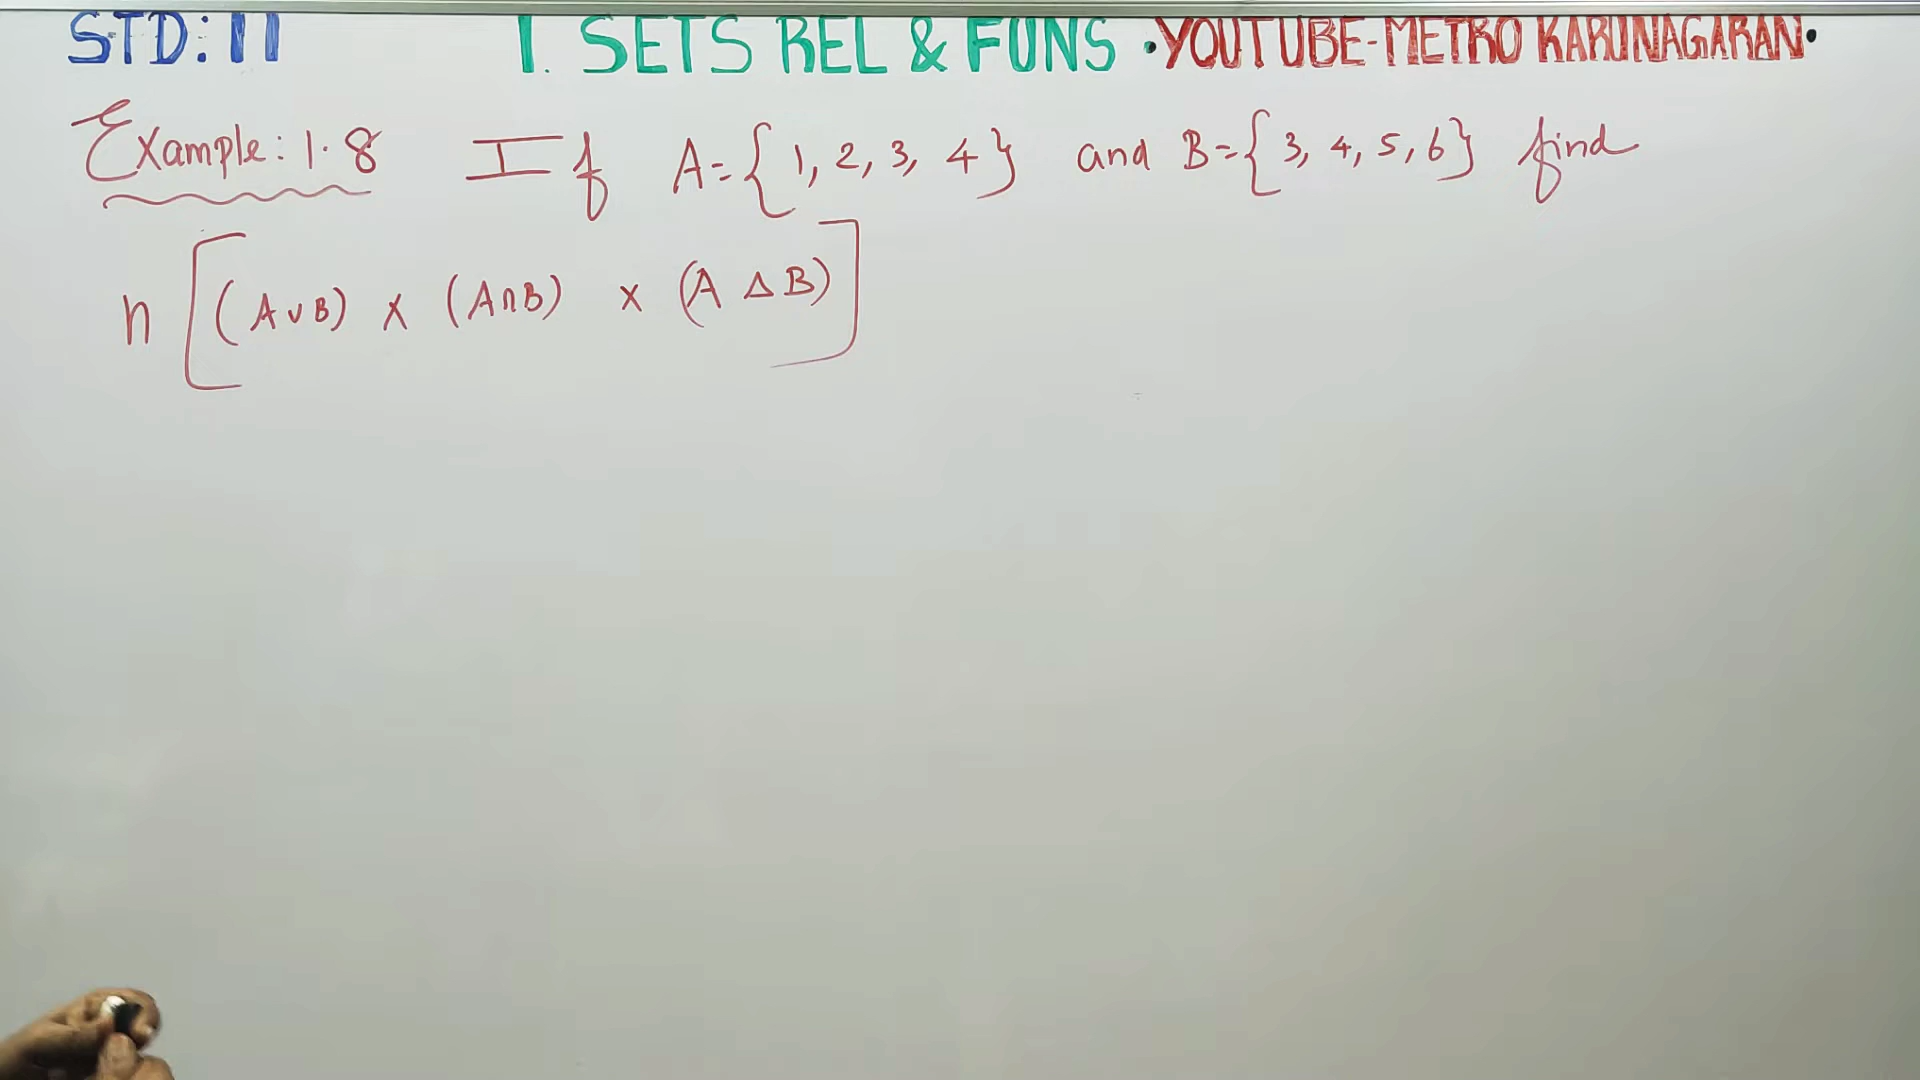 STD: 11 1. SETS REL & FUNS •YOUTUBE-METRO KARUNAGARAN•
Example: 1.8 If A={1, 2, 3, 4} and B={3, 4, 5, 6} find
n [(A∪B) × (A∩B) × (A Δ B)]